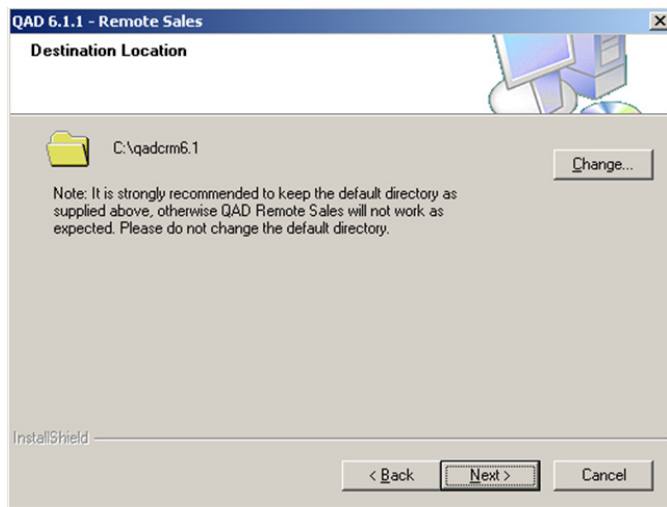 QAD 6.1.1 - Remote Sales
Destination Location
C:\qadcrm6.1
Change...
Note: It is strongly recommended to keep the default directory as
supplied above, otherwise QAD Remote Sales will not work as
expected. Please do not change the default directory.
InstallShield
< Back
Next >
Cancel